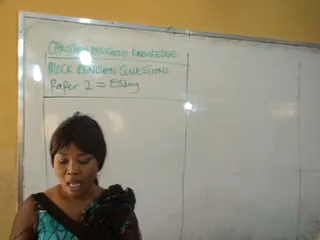 CHRISTIAN RELIGIOUS KNOWLEDGE
MOCK REVISION QUESTIONS
Paper 2 = Essay